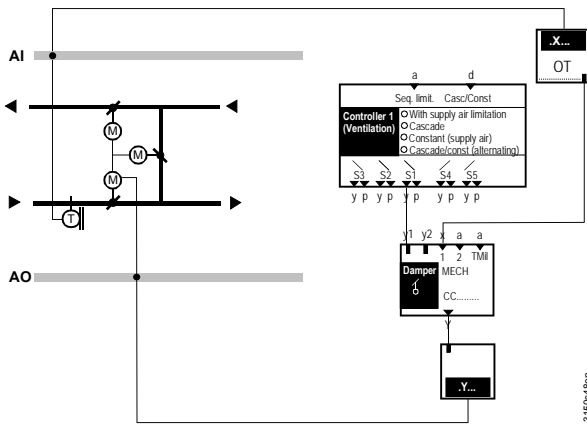 AI
.X...
OT
a d
Seq. limit. Casc/Const
Controller 1
(Ventilation)
With supply air limitation
Cascade
Constant (supply air)
Cascade/const (alternating)
M
M
M
S3 S2 S1 S4 S5
y p y p y p y p y p
T
AO
y1 y2 x a a
1 2 TMil
Damper MECH
CC.........
Y
.Y...